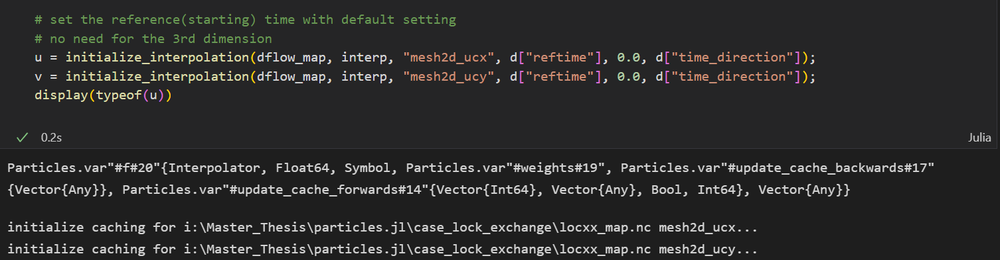 # set the reference(starting) time with default setting
# no need for the 3rd dimension
u = initialize_interpolation(dflow_map, interp, "mesh2d_ucx", d["reftime"], 0.0, d["time_direction"]);
v = initialize_interpolation(dflow_map, interp, "mesh2d_ucy", d["reftime"], 0.0, d["time_direction"]);
display(typeof(u))
✓ 0.2s Julia
Particles.var"#f#20"{Interpolator, Float64, Symbol, Particles.var"#weights#19", Particles.var"#update_cache_backwards#17"
{Vector{Any}}, Particles.var"#update_cache_forwards#14"{Vector{Int64}, Vector{Any}, Bool, Int64}, Vector{Any}}
initialize caching for i:\Master_Thesis\particles.jl\case_lock_exchange\locxx_map.nc mesh2d_ucx...
initialize caching for i:\Master_Thesis\particles.jl\case_lock_exchange\locxx_map.nc mesh2d_ucy...